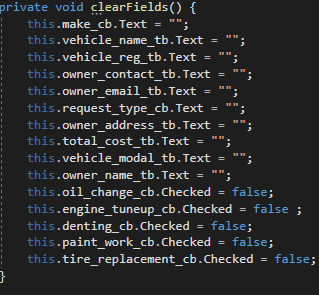 private void clearFields() {
this.make_cb.Text = "";
this.vehicle_name_tb.Text = "";
this.vehicle_reg_tb.Text = "";
this.owner_contact_tb.Text = "";
this.owner_email_tb.Text = "";
this.request_type_cb.Text = "";
this.owner_address_tb.Text = "";
this.total_cost_tb.Text = "";
this.vehicle_modal_tb.Text = "";
this.owner_name_tb.Text = "";
this.oil_change_cb.Checked = false;
this.engine_tuneup_cb.Checked = false ;
this.denting_cb.Checked = false;
this.paint_work_cb.Checked = false;
this.tire_replacement_cb.Checked = false;
}